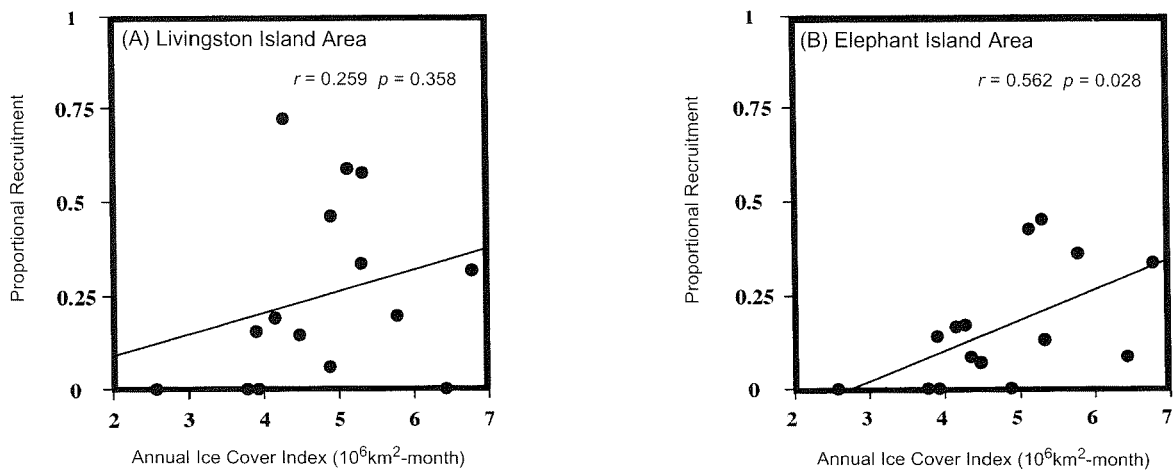 (A) Livingston Island Area
r = 0.259 p = 0.358
Proportional Recruitment
1
0.75
0.5
0.25
0
2 3 4 5 6 7
Annual Ice Cover Index (10⁶km²-month)
(B) Elephant Island Area
r = 0.562 p = 0.028
Proportional Recruitment
1
0.75
0.5
0.25
0
2 3 4 5 6 7
Annual Ice Cover Index (10⁶km²-month)